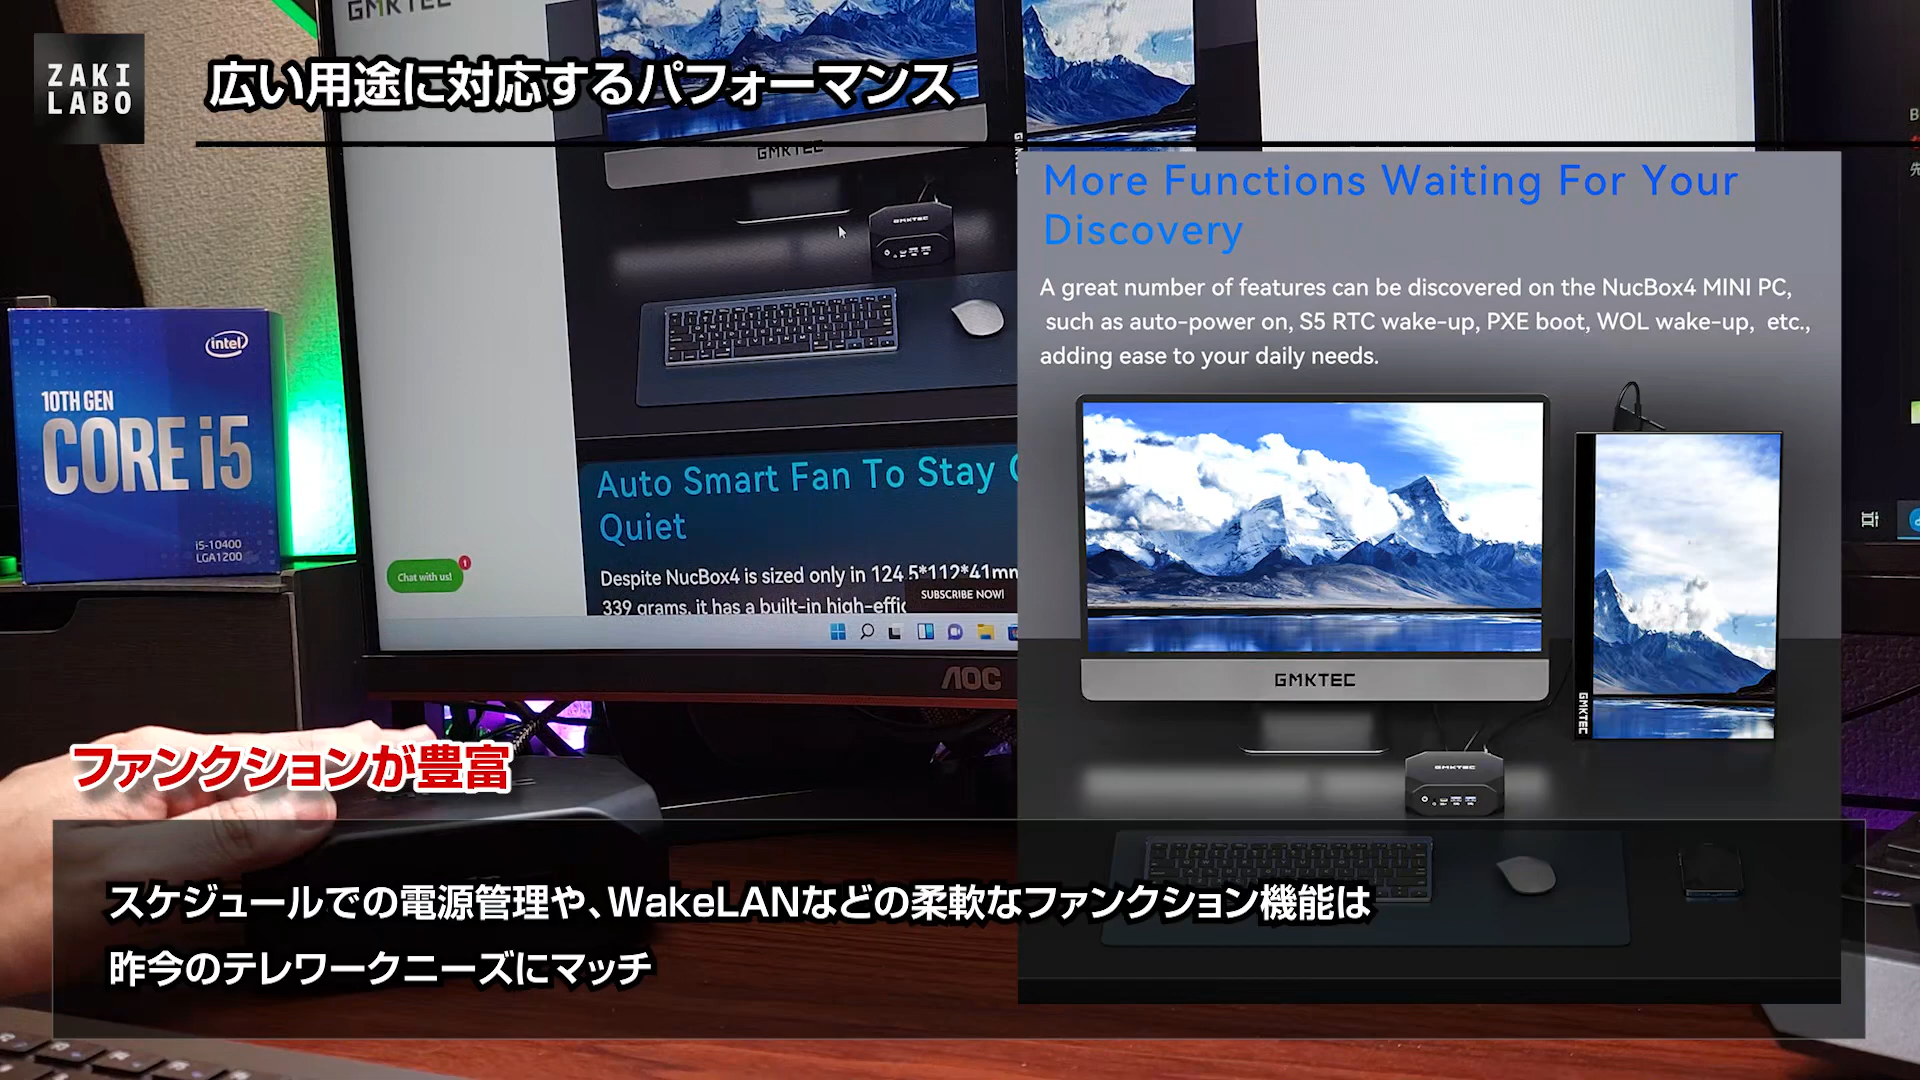 GMKTEC
ZAKI
LABO
広い用途に対応するパフォーマンス
GMKTEC
GMKTEC
More Functions Waiting For Your
Discovery
A great number of features can be discovered on the NucBox4 MINI PC,
such as auto-power on, S5 RTC wake-up, PXE boot, WOL wake-up, etc.,
adding ease to your daily needs.
intel
10TH GEN
CORE i5
i5-10400
LGA1200
Auto Smart Fan To Stay
Quiet
Chat with us!
1
Despite NucBox4 is sized only in 124.5*112*41mm
339 grams, it has a built-in high-effic
SUBSCRIBE NOW!
AOC
GMKTEC
GMKTEC
GMKTEC
ファンクションが豊富
スケジュールでの電源管理や、WakeLANなどの柔軟なファンクション機能は
昨今のテレワークニーズにマッチ